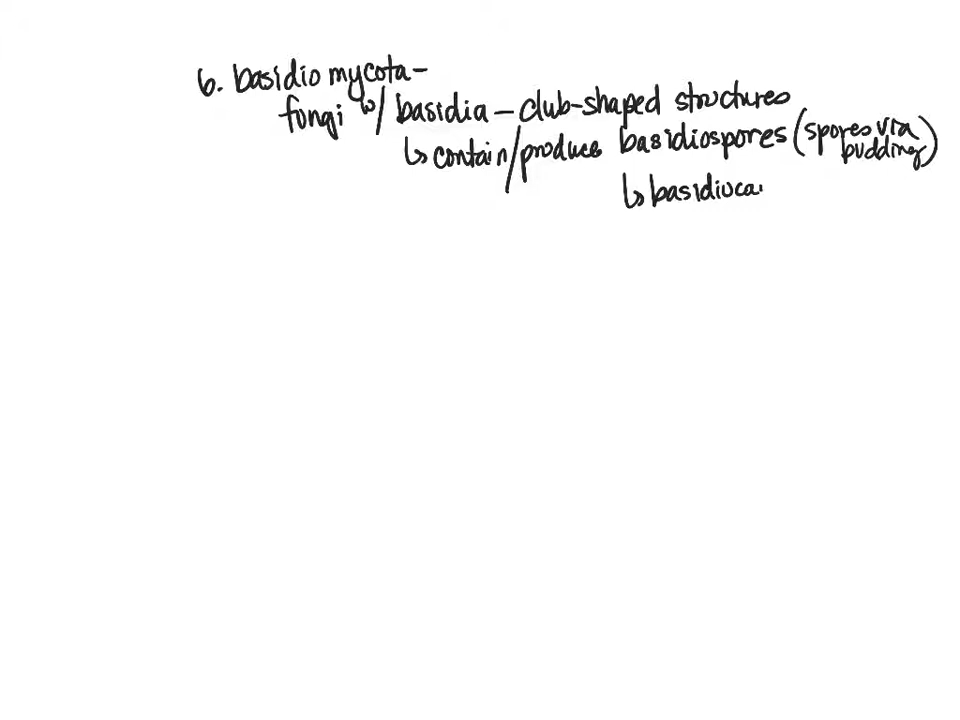 6. basidiomycota-
fungi w/ basidia - club-shaped structures
↳ contain/produce basidiospores (spores via
budding)
↳ basidioca